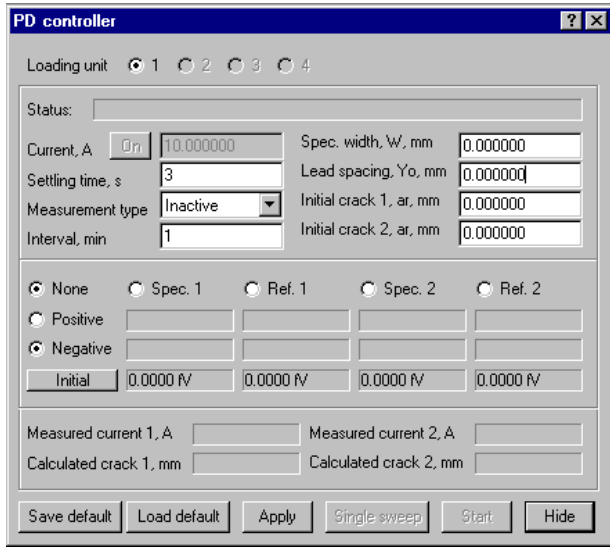 PD controller
Loading unit 1 2 3 4
Status:
Current, A On 10.000000 Spec. width, W, mm 0.000000
Settling time, s 3 Lead spacing, Yo, mm 0.000000
Measurement type Inactive Initial crack 1, ar, mm 0.000000
Interval, min 1 Initial crack 2, ar, mm 0.000000
None Spec. 1 Ref. 1 Spec. 2 Ref. 2
Positive
Negative
Initial 0.0000 fV 0.0000 fV 0.0000 fV 0.0000 fV
Measured current 1, A Measured current 2, A
Calculated crack 1, mm Calculated crack 2, mm
Save default Load default Apply Single sweep Start Hide